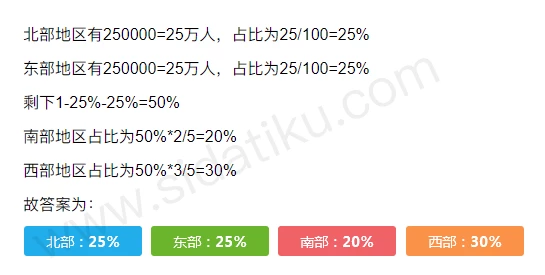 北部地区有250000=25万人，占比为25/100=25%
东部地区有250000=25万人，占比为25/100=25%
剩下1-25%-25%=50%
南部地区占比为50%*2/5=20%
西部地区占比为50%*3/5=30%
故答案为：
北部：25% 东部：25% 南部：20% 西部：30%
www.sidatiku.com